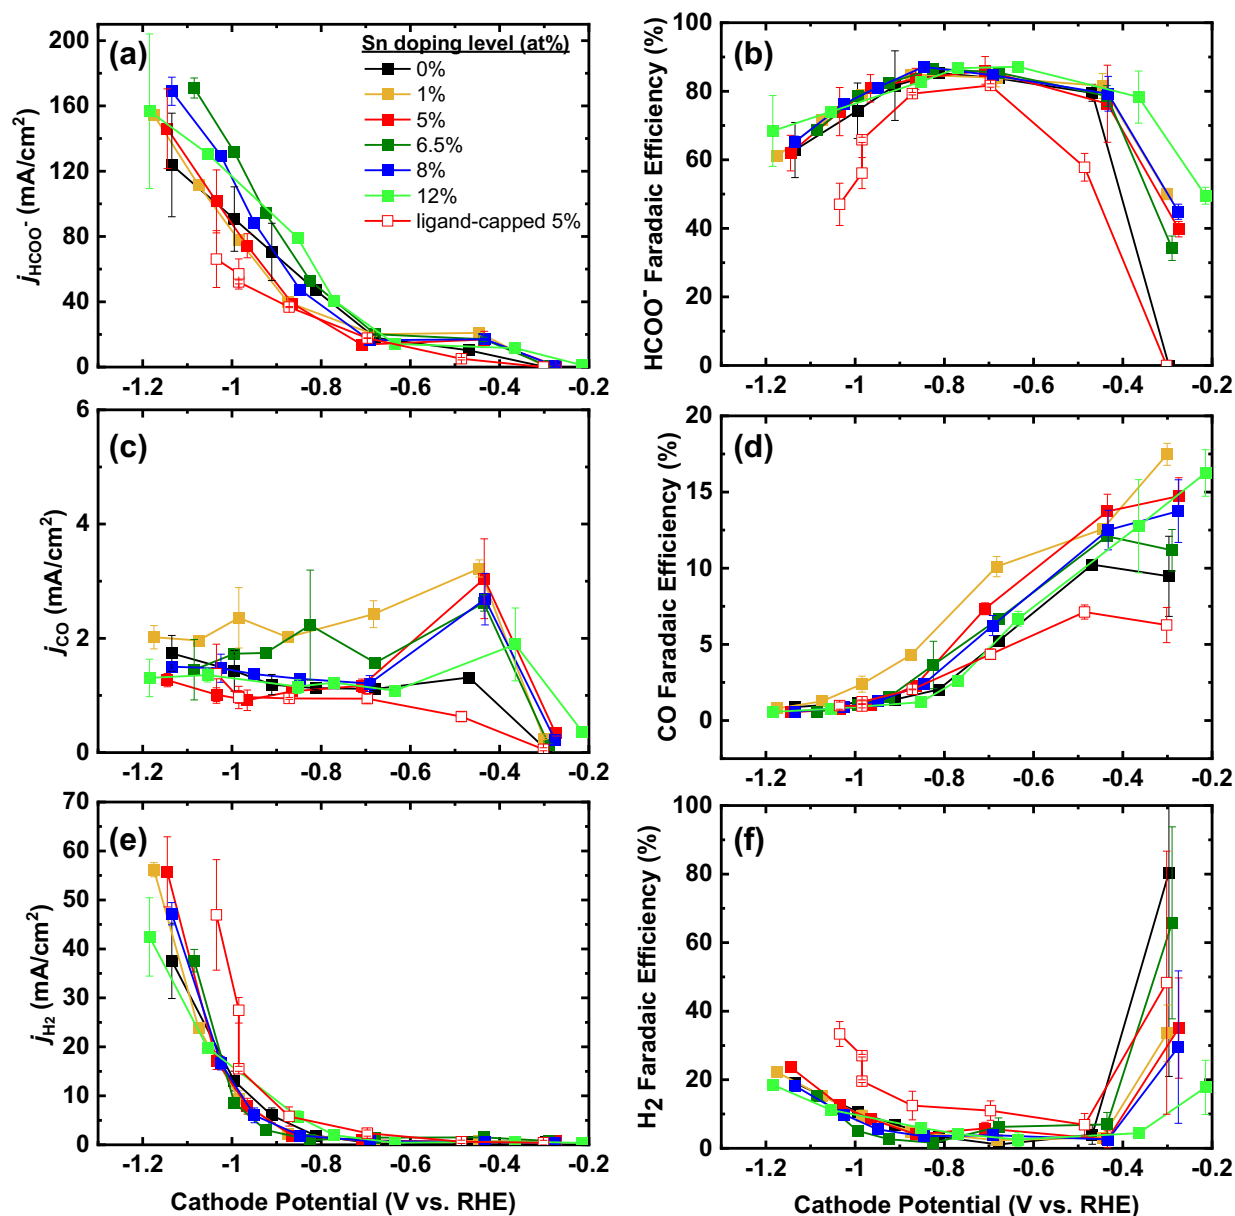 (a)
Sn doping level (at%)
0%
1%
5%
6.5%
8%
12%
ligand-capped 5%
j_HCOO⁻ (mA/cm²)
200
160
120
80
40
0
-1.2 -1 -0.8 -0.6 -0.4 -0.2
(b)
HCOO⁻ Faradaic Efficiency (%)
100
80
60
40
20
0
-1.2 -1 -0.8 -0.6 -0.4 -0.2
(c)
j_CO (mA/cm²)
6
4
2
0
-1.2 -1 -0.8 -0.6 -0.4 -0.2
(d)
CO Faradaic Efficiency (%)
20
15
10
5
0
-1.2 -1 -0.8 -0.6 -0.4 -0.2
(e)
j_H₂ (mA/cm²)
70
60
50
40
30
20
10
0
-1.2 -1 -0.8 -0.6 -0.4 -0.2
Cathode Potential (V vs. RHE)
(f)
H₂ Faradaic Efficiency (%)
100
80
60
40
20
0
-1.2 -1 -0.8 -0.6 -0.4 -0.2
Cathode Potential (V vs. RHE)